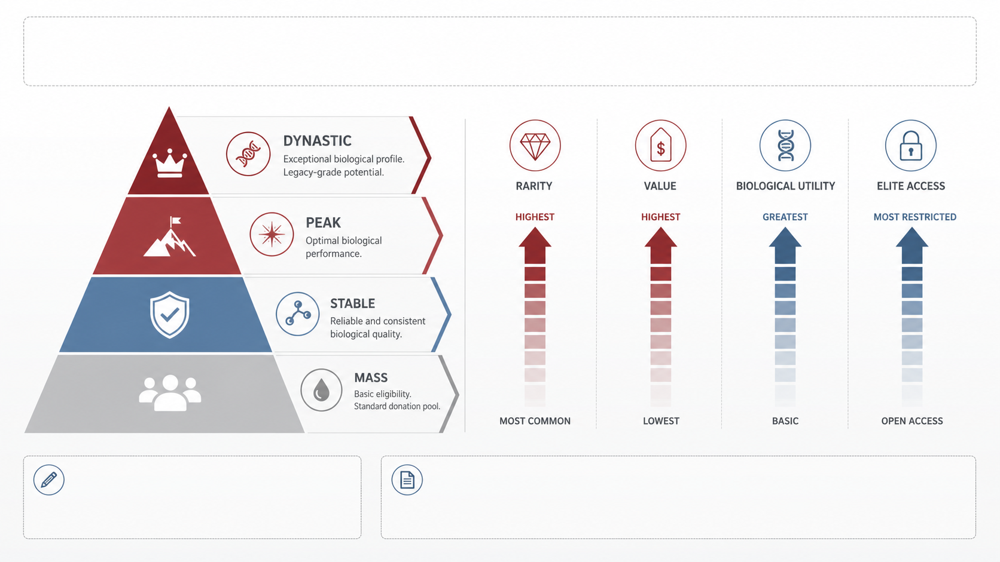 DYNASTIC
Exceptional biological profile.
Legacy-grade potential.
PEAK
Optimal biological
performance.
STABLE
Reliable and consistent
biological quality.
MASS
Basic eligibility.
Standard donation pool.
RARITY
HIGHEST
MOST COMMON
$
VALUE
HIGHEST
LOWEST
BIOLOGICAL UTILITY
GREATEST
BASIC
ELITE ACCESS
MOST RESTRICTED
OPEN ACCESS